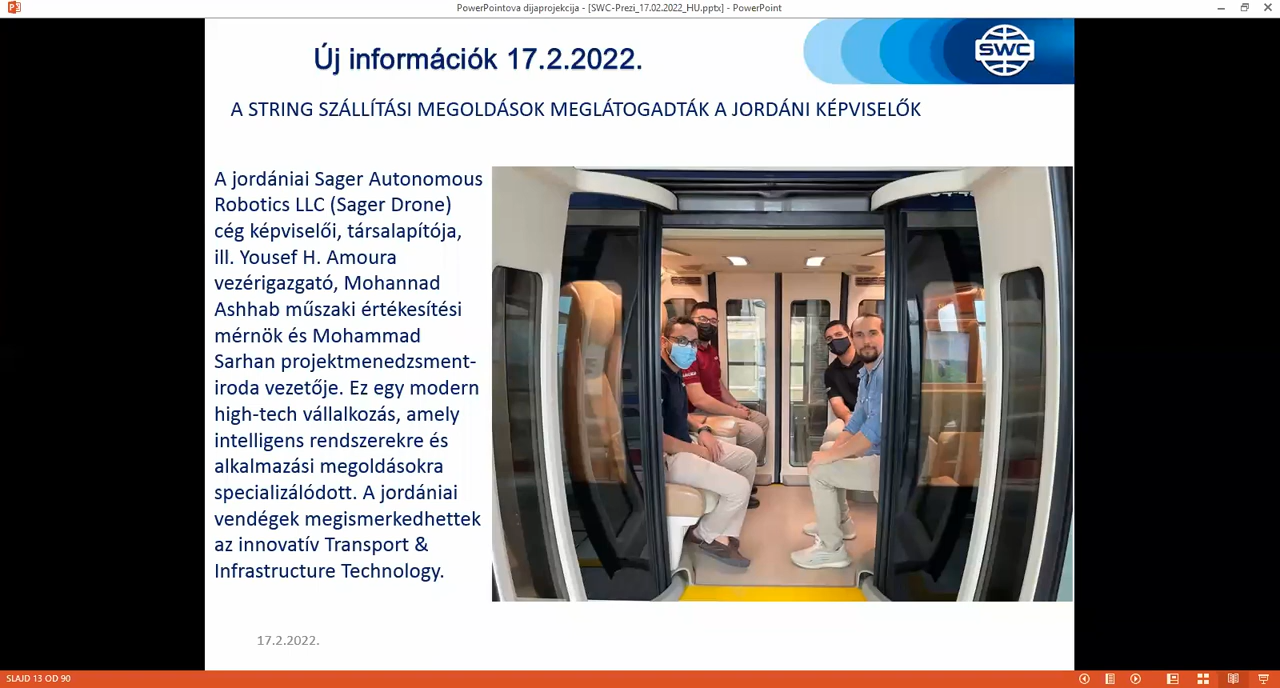 PowerPointova dijaprojekcija - [SWC-Prezi_17.02.2022_HU.pptx] - PowerPoint
Új információk 17.2.2022.
SWC
A STRING SZÁLLÍTÁSI MEGOLDÁSOK MEGLÁTOGADTÁK A JORDÁNI KÉPVISELŐK
A jordániai Sager Autonomous
Robotics LLC (Sager Drone)
cég képviselői, társalapítója,
ill. Yousef H. Amoura
vezérigazgató, Mohannad
Ashhab műszaki értékesítési
mérnök és Mohammad
Sarhan projektmenedzsment-
iroda vezetője. Ez egy modern
high-tech vállalkozás, amely
intelligens rendszerekre és
alkalmazási megoldásokra
specializálódott. A jordániai
vendégek megismerkedhettek
az innovatív Transport &
Infrastructure Technology.
17.2.2022.
SLAJD 13 OD 90